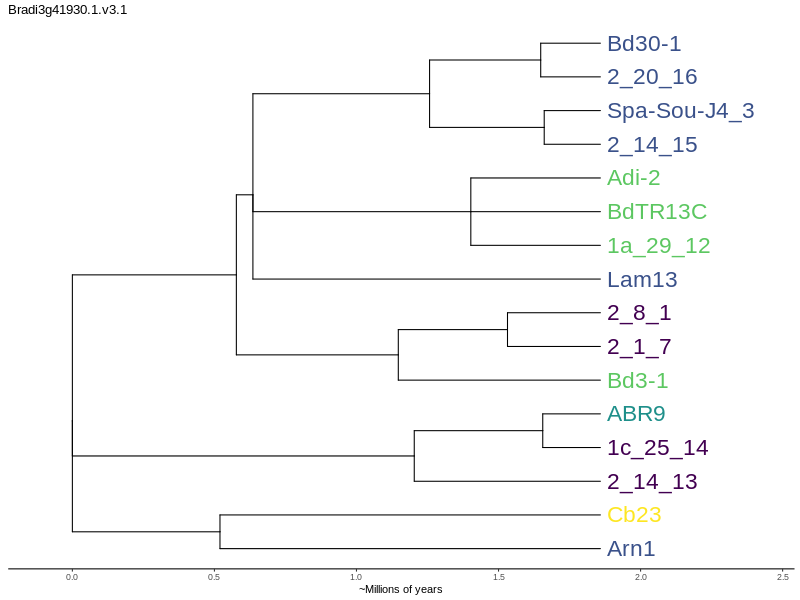 Bradi3g41930.1.v3.1
Bd30-1
2_20_16
Spa-Sou-J4_3
2_14_15
Adi-2
BdTR13C
1a_29_12
Lam13
2_8_1
2_1_7
Bd3-1
ABR9
1c_25_14
2_14_13
Cb23
Arn1
0.0 0.5 1.0 1.5 2.0 2.5
~Millions of years